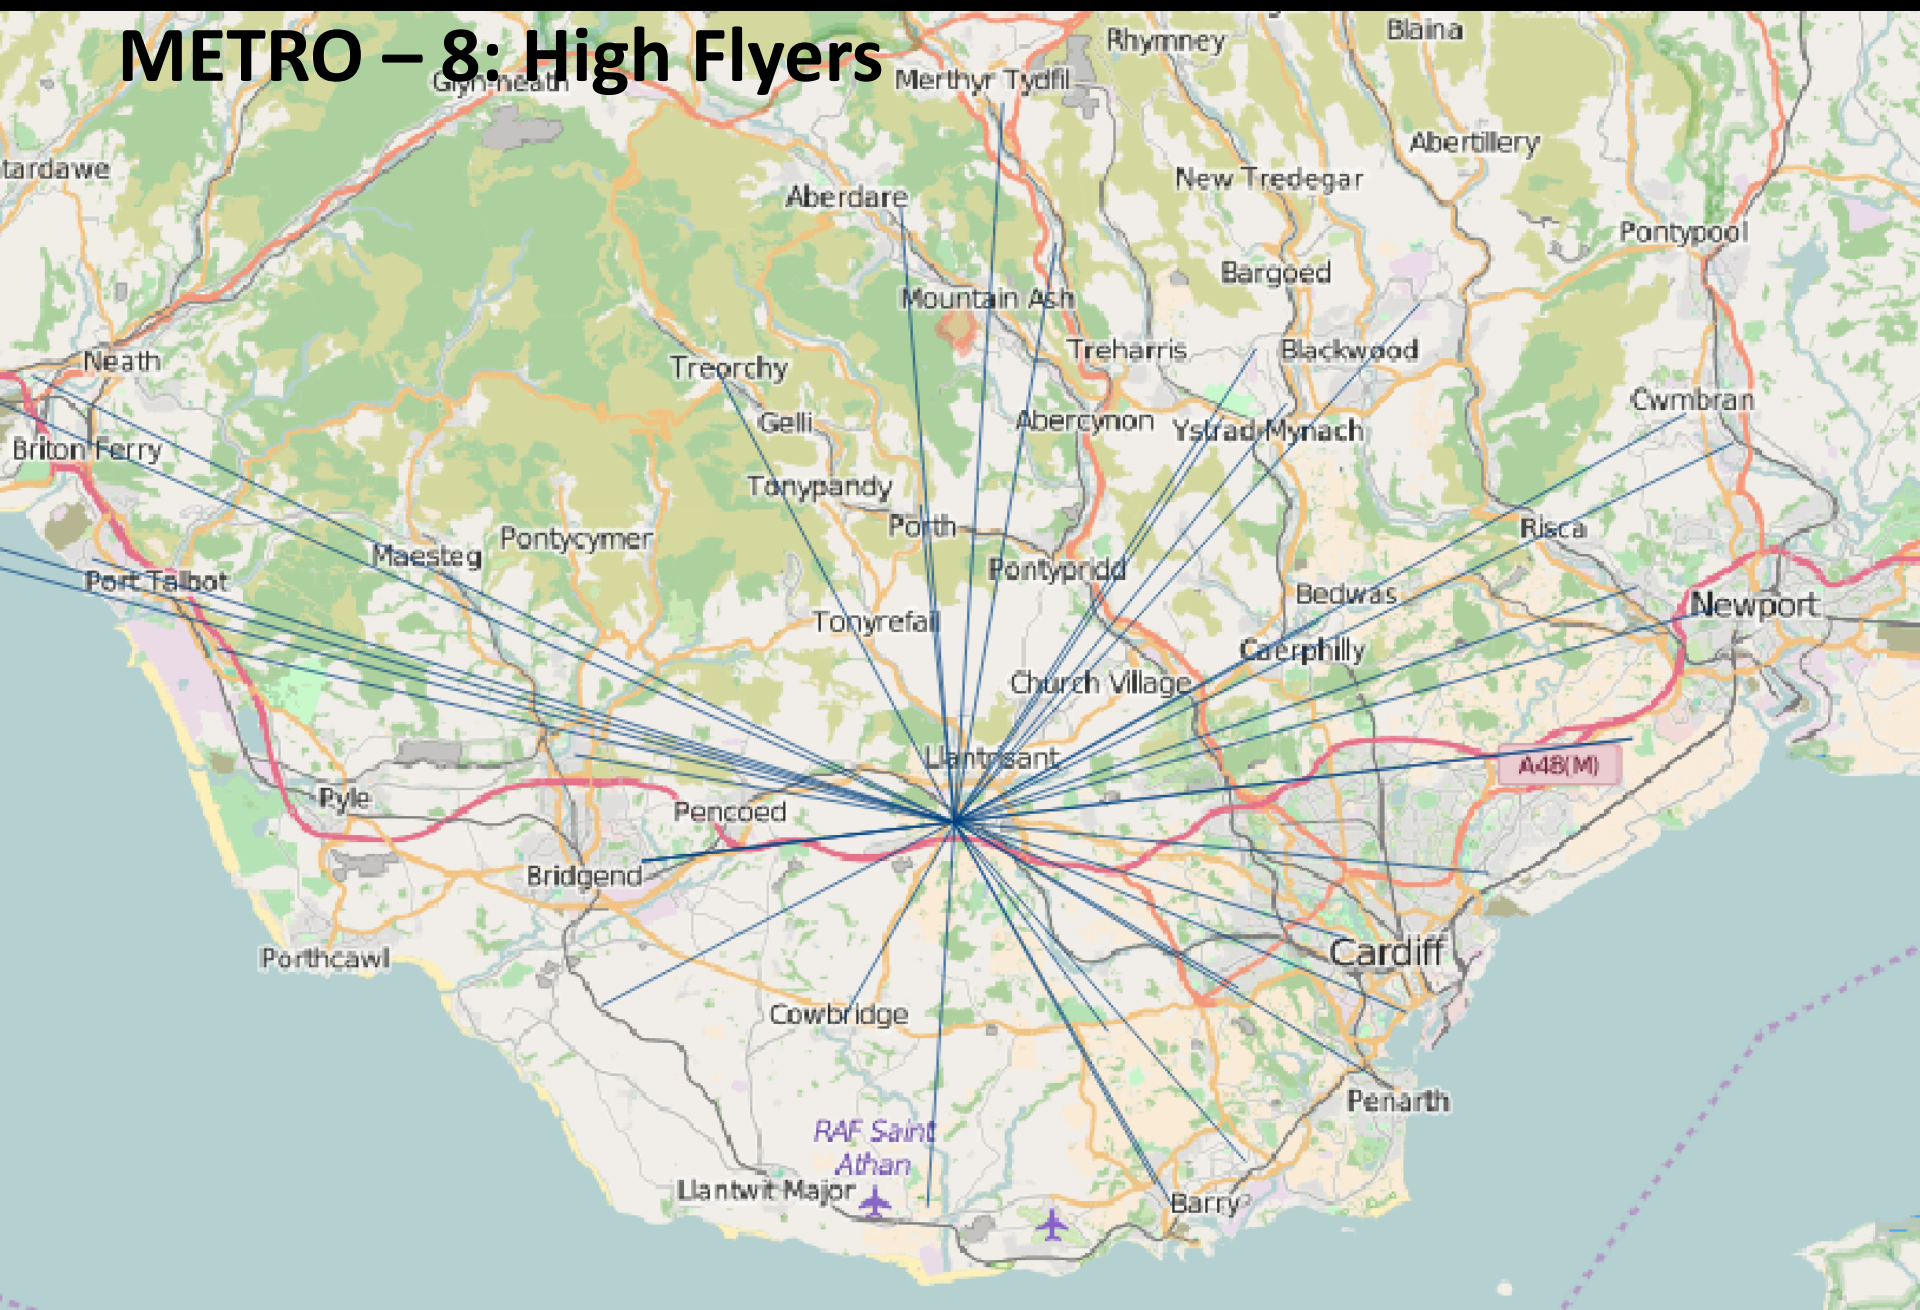 METRO – 8: High Flyers
Rhymney
Blaina
Glyn-neath
Merthyr Tydfil
Abertillery
tardawe
New Tredegar
Aberdare
Pontypool
Bargoed
Mountain Ash
Treharris
Blackwood
Neath
Treorchy
Cwmbran
Gelli
Abercynon
Ystrad Mynach
Briton Ferry
Tonypandy
Porth
Risca
Pontycymer
Maesteg
Pontypridd
Port Talbot
Bedwas
Newport
Tonyrefail
Caerphilly
Church Village
Llantrisant
A48(M)
Pyle
Pencoed
Bridgend
Cardiff
Porthcawl
Cowbridge
Penarth
RAF Saint
Athan
Llantwit Major
Barry